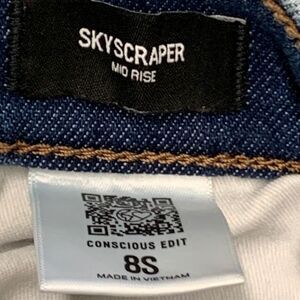 SKYSCRAPER
MID RISE
CONSCIOUS EDIT
8S
MADE IN VIETNAM